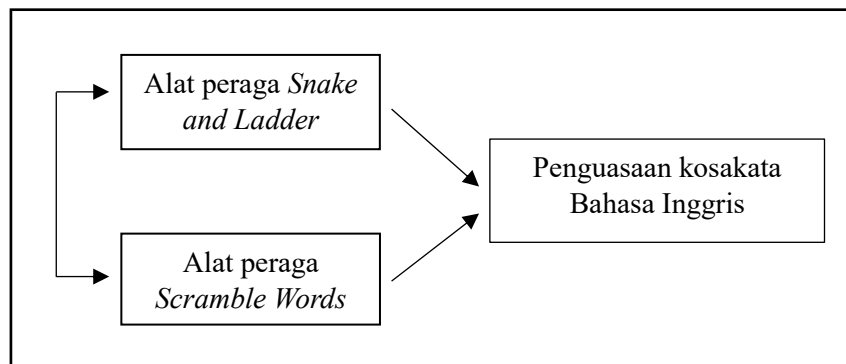 Alat peraga Snake
and Ladder
Penguasaan kosakata
Bahasa Inggris
Alat peraga
Scramble Words